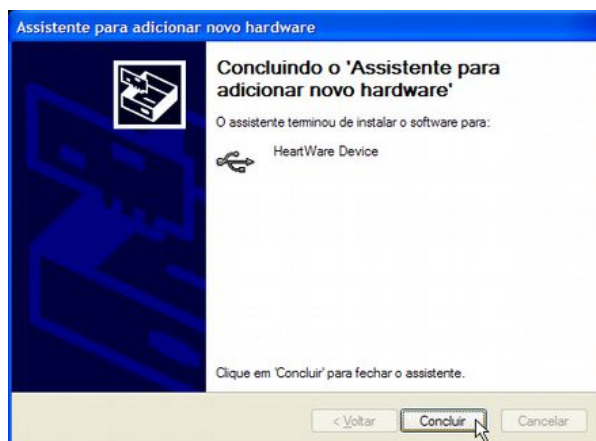 Assistente para adicionar novo hardware
Concluindo o 'Assistente para
adicionar novo hardware'
O assistente terminou de instalar o software para:
HeartWare Device
Clique em 'Concluir' para fechar o assistente.
< Voltar
Concluir
Cancelar